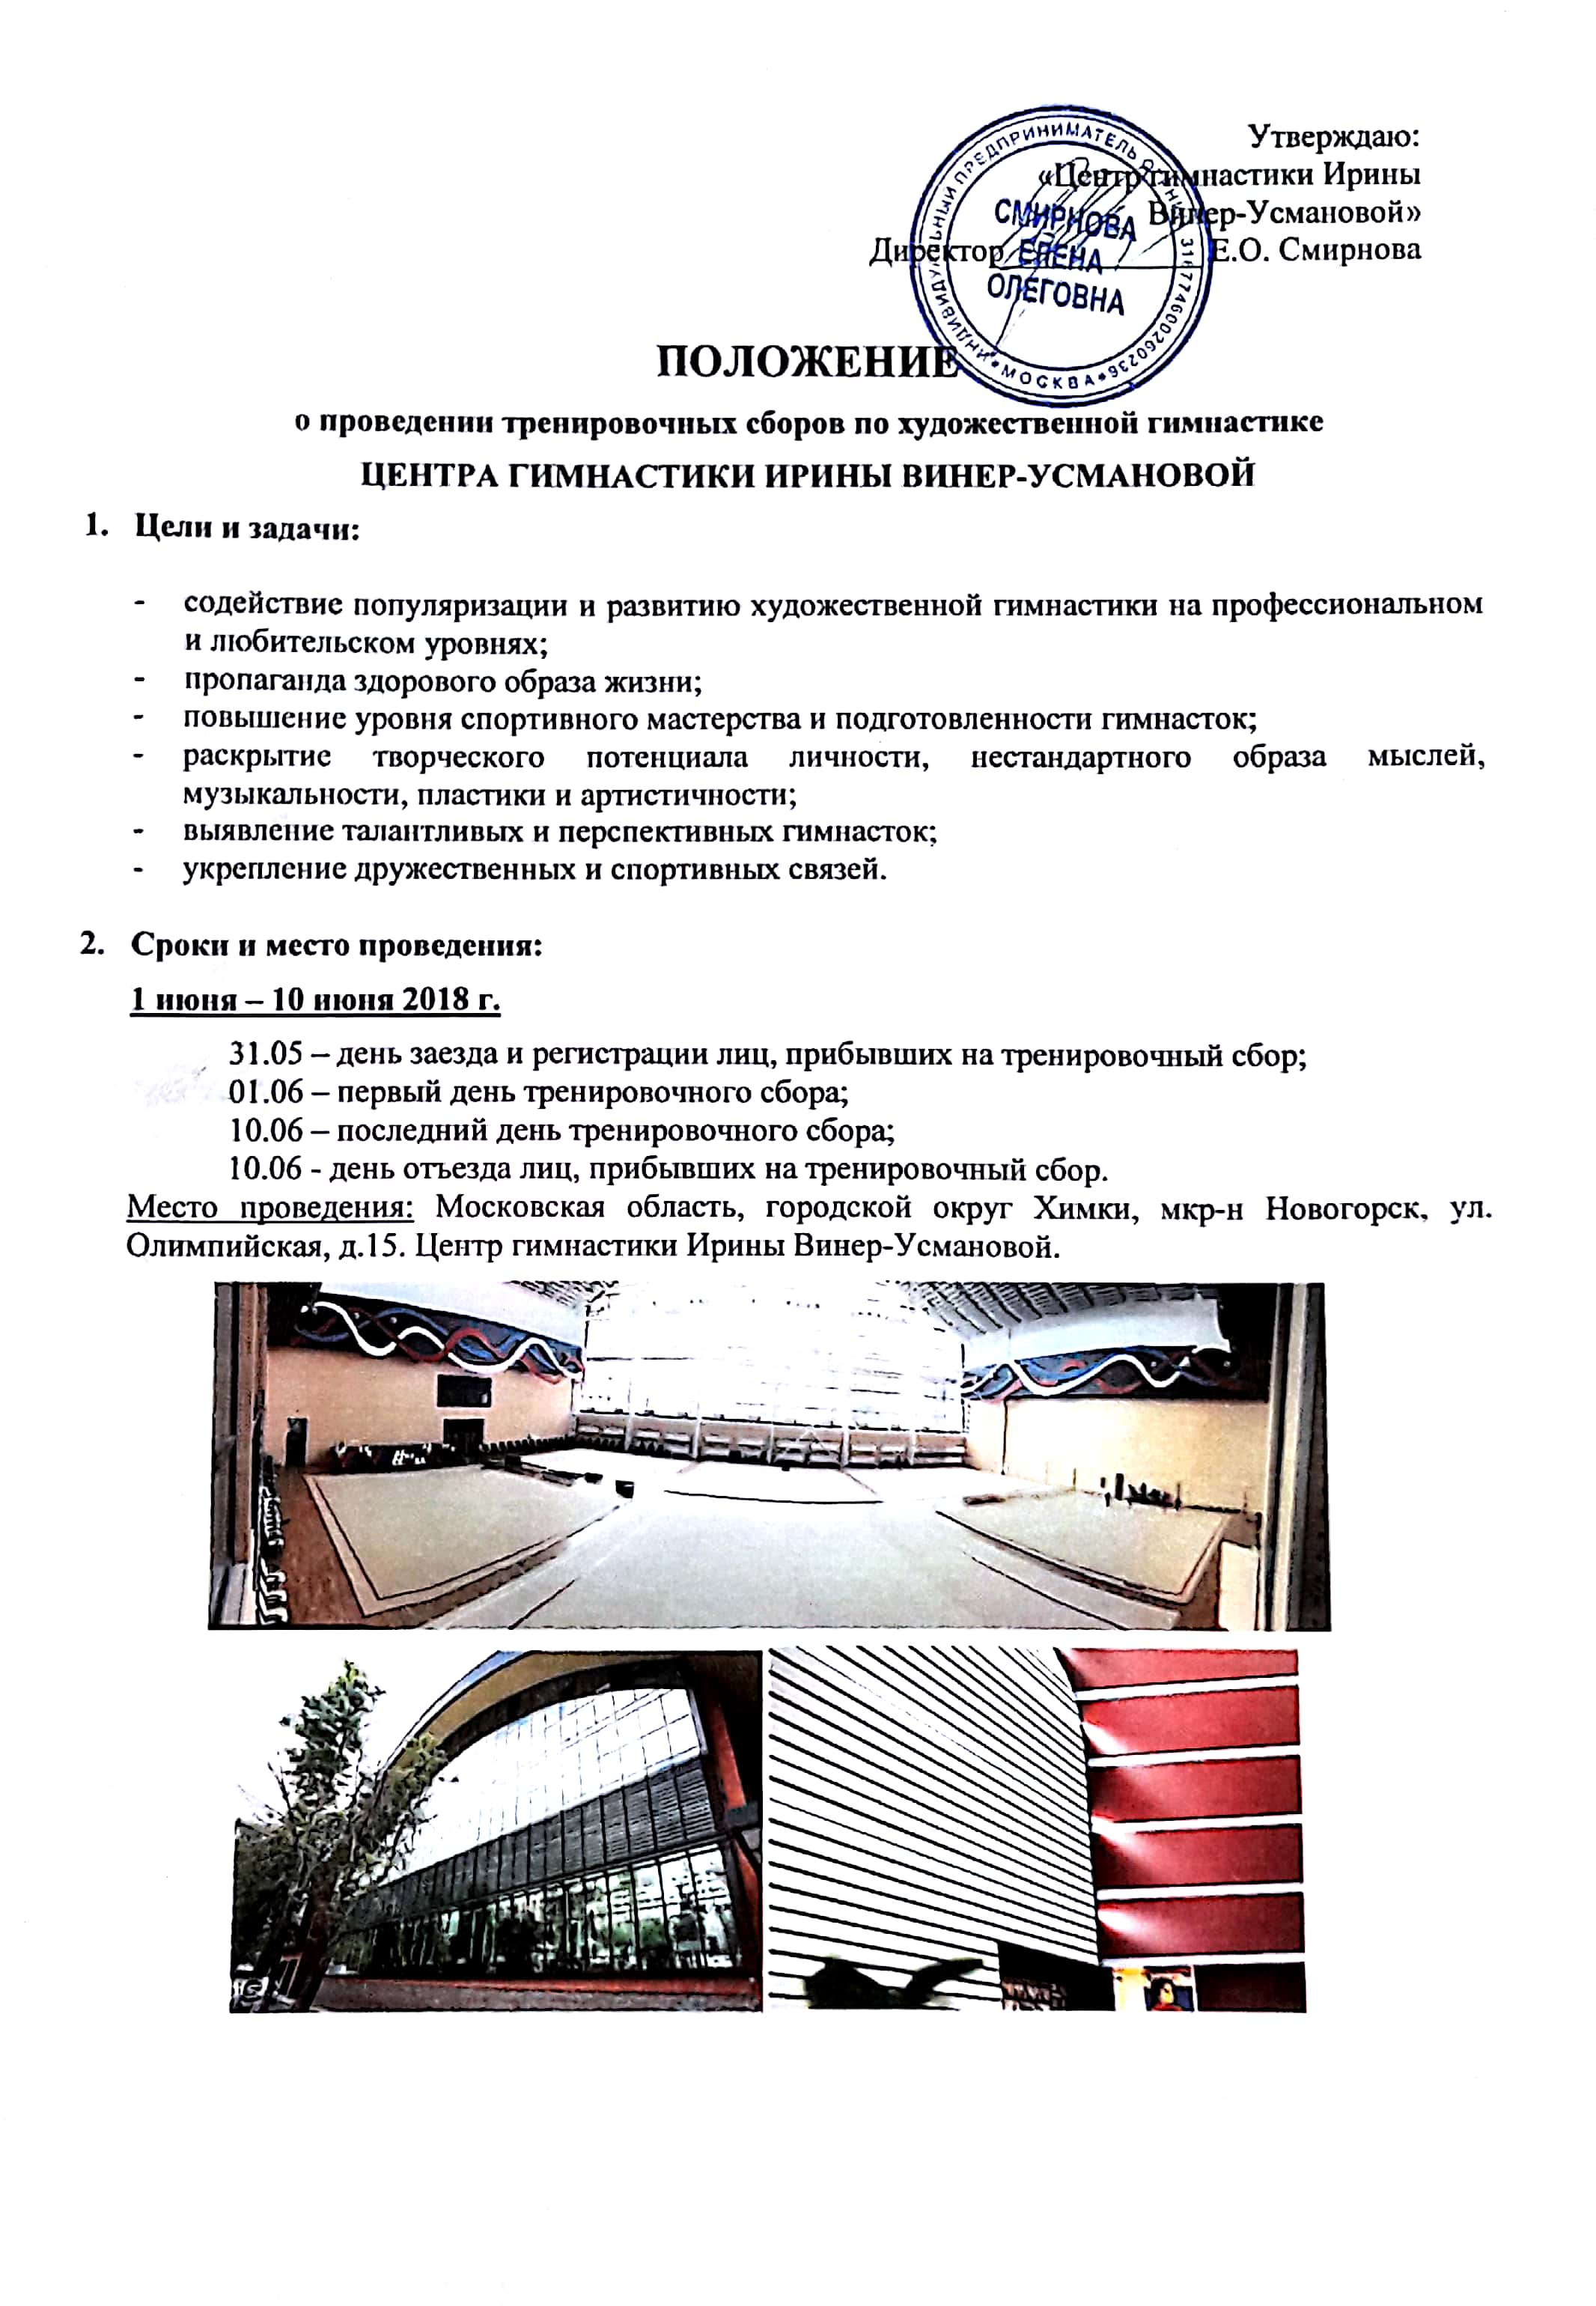 Утверждаю:
«Центр гимнастики Ирины
Винер-Усмановой»
Директор Е.О. Смирнова
ИНДИВИДУАЛЬНЫЙ ПРЕДПРИНИМАТЕЛЬ
СМИРНОВА
ЕЛЕНА
ОЛЕГОВНА
МОСКВА
ПОЛОЖЕНИЕ
о проведении тренировочных сборов по художественной гимнастике
ЦЕНТРА ГИМНАСТИКИ ИРИНЫ ВИНЕР-УСМАНОВОЙ
1. Цели и задачи:
- содействие популяризации и развитию художественной гимнастики на профессиональном
и любительском уровнях;
- пропаганда здорового образа жизни;
- повышение уровня спортивного мастерства и подготовленности гимнасток;
- раскрытие творческого потенциала личности, нестандартного образа мыслей,
музыкальности, пластики и артистичности;
- выявление талантливых и перспективных гимнасток;
- укрепление дружественных и спортивных связей.
2. Сроки и место проведения:
1 июня – 10 июня 2018 г.
31.05 – день заезда и регистрации лиц, прибывших на тренировочный сбор;
01.06 – первый день тренировочного сбора;
10.06 – последний день тренировочного сбора;
10.06 - день отъезда лиц, прибывших на тренировочный сбор.
Место проведения: Московская область, городской округ Химки, мкр-н Новогорск, ул.
Олимпийская, д.15. Центр гимнастики Ирины Винер-Усмановой.